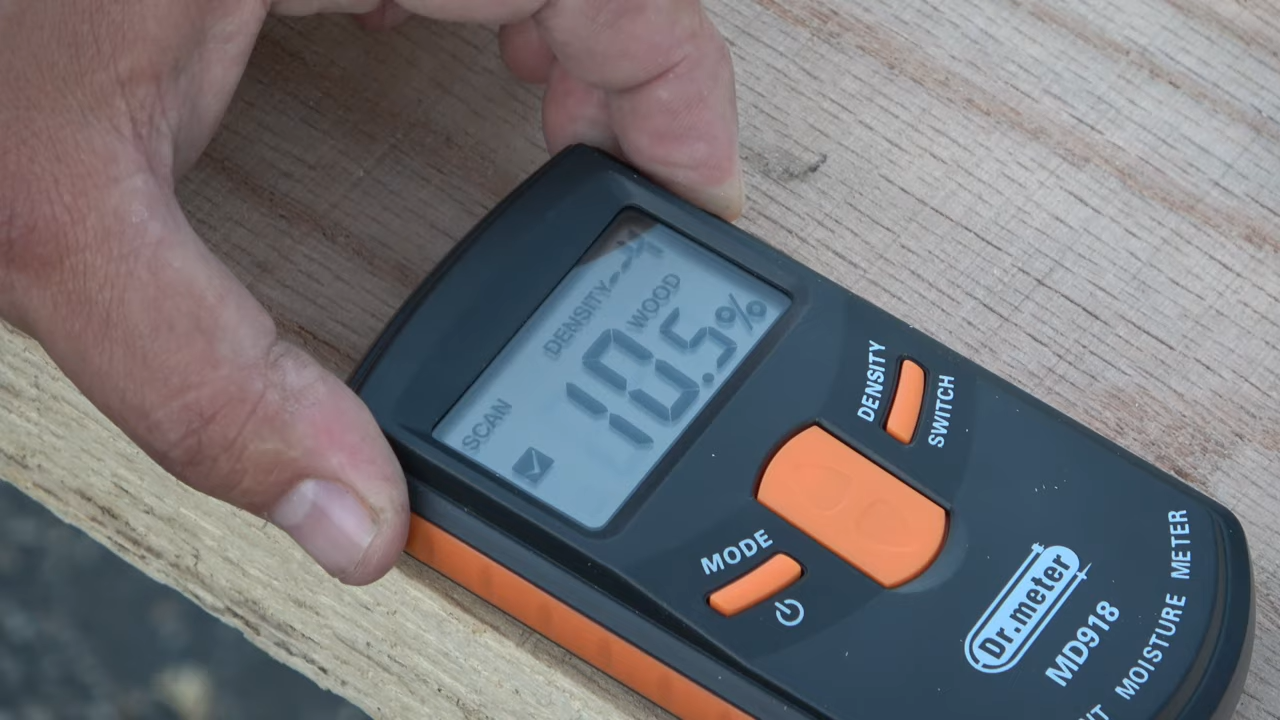 DENSITY
WOOD
SCAN
10.5%
DENSITY
SWITCH
MODE
Dr.meter
MD918
MOISTURE METER